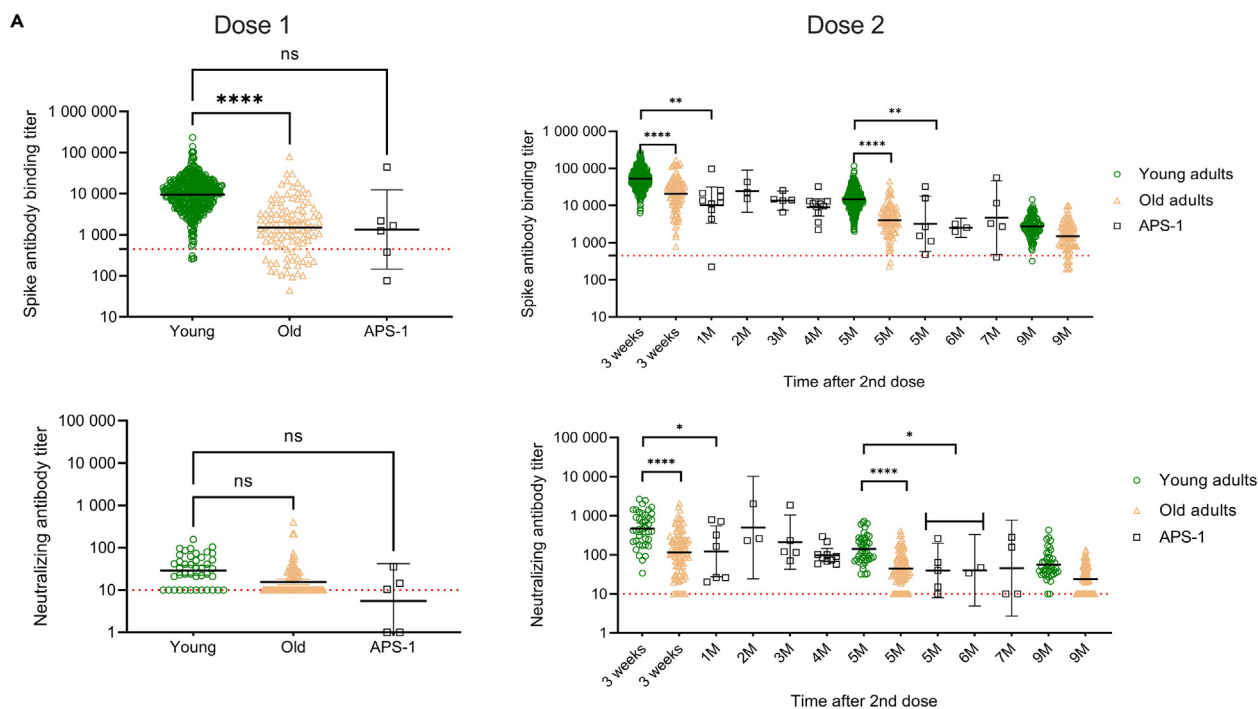 A
Dose 1
Dose 2
ns
****
Spike antibody binding titer
1 000 000
100 000
10 000
1 000
100
10
Young
Old
APS-1
**
****
**
****
Spike antibody binding titer
1 000 000
100 000
10 000
1 000
100
10
3 weeks
3 weeks
1M
2M
3M
4M
5M
5M
5M
6M
7M
9M
9M
Time after 2nd dose
Young adults
Old adults
APS-1
ns
ns
Neutralizing antibody titer
100 000
10 000
1 000
100
10
1
Young
Old
APS-1
*
****
*
****
Neutralizing antibody titer
100 000
10 000
1 000
100
10
1
3 weeks
3 weeks
1M
2M
3M
4M
5M
5M
5M
6M
7M
9M
9M
Time after 2nd dose
Young adults
Old adults
APS-1